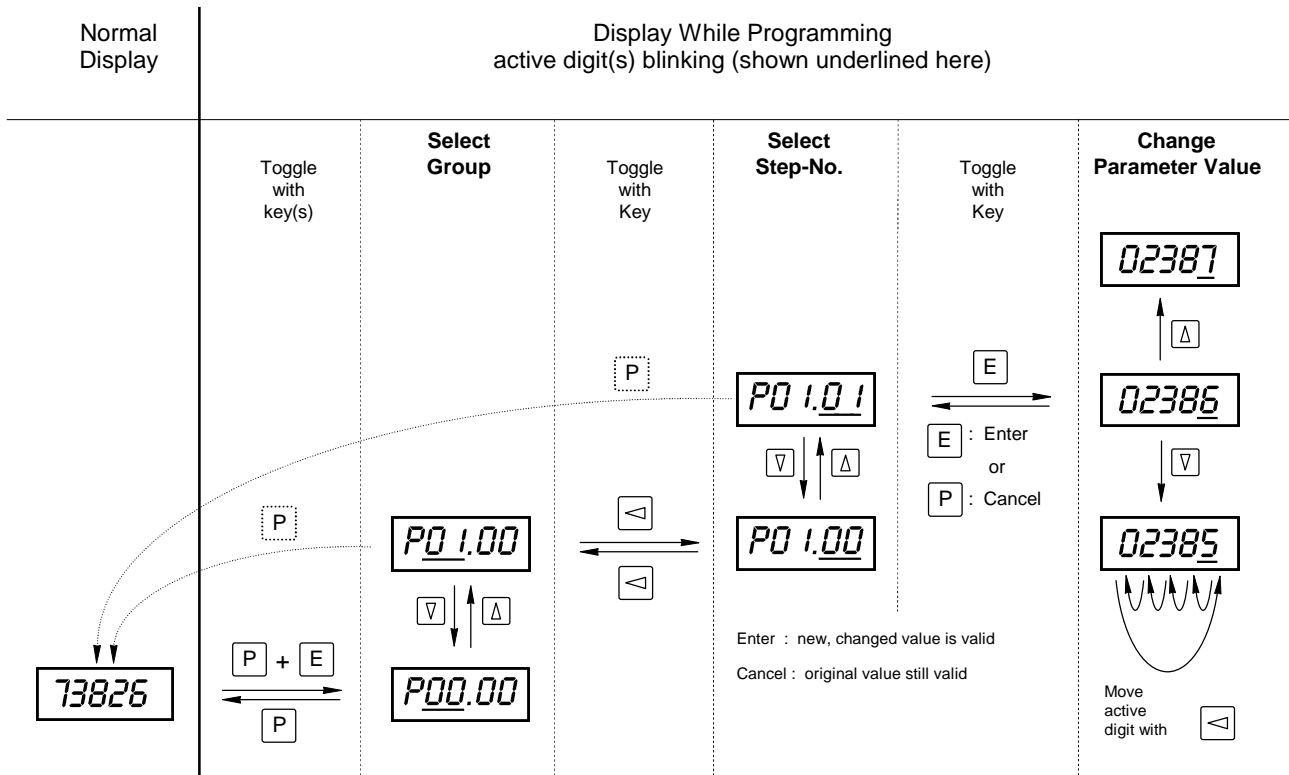 Normal
Display
Display While Programming
active digit(s) blinking (shown underlined here)
Toggle
with
key(s)
Select
Group
Toggle
with
Key
Select
Step-No.
Toggle
with
Key
Change
Parameter Value
02387
Δ
P
E
P01.01
02386
E : Enter
or
P : Cancel
P
P01.00
P01.00
02385
Enter : new, changed value is valid
Cancel : original value still valid
P + E
73826
P00.00
P
Move
active
digit with